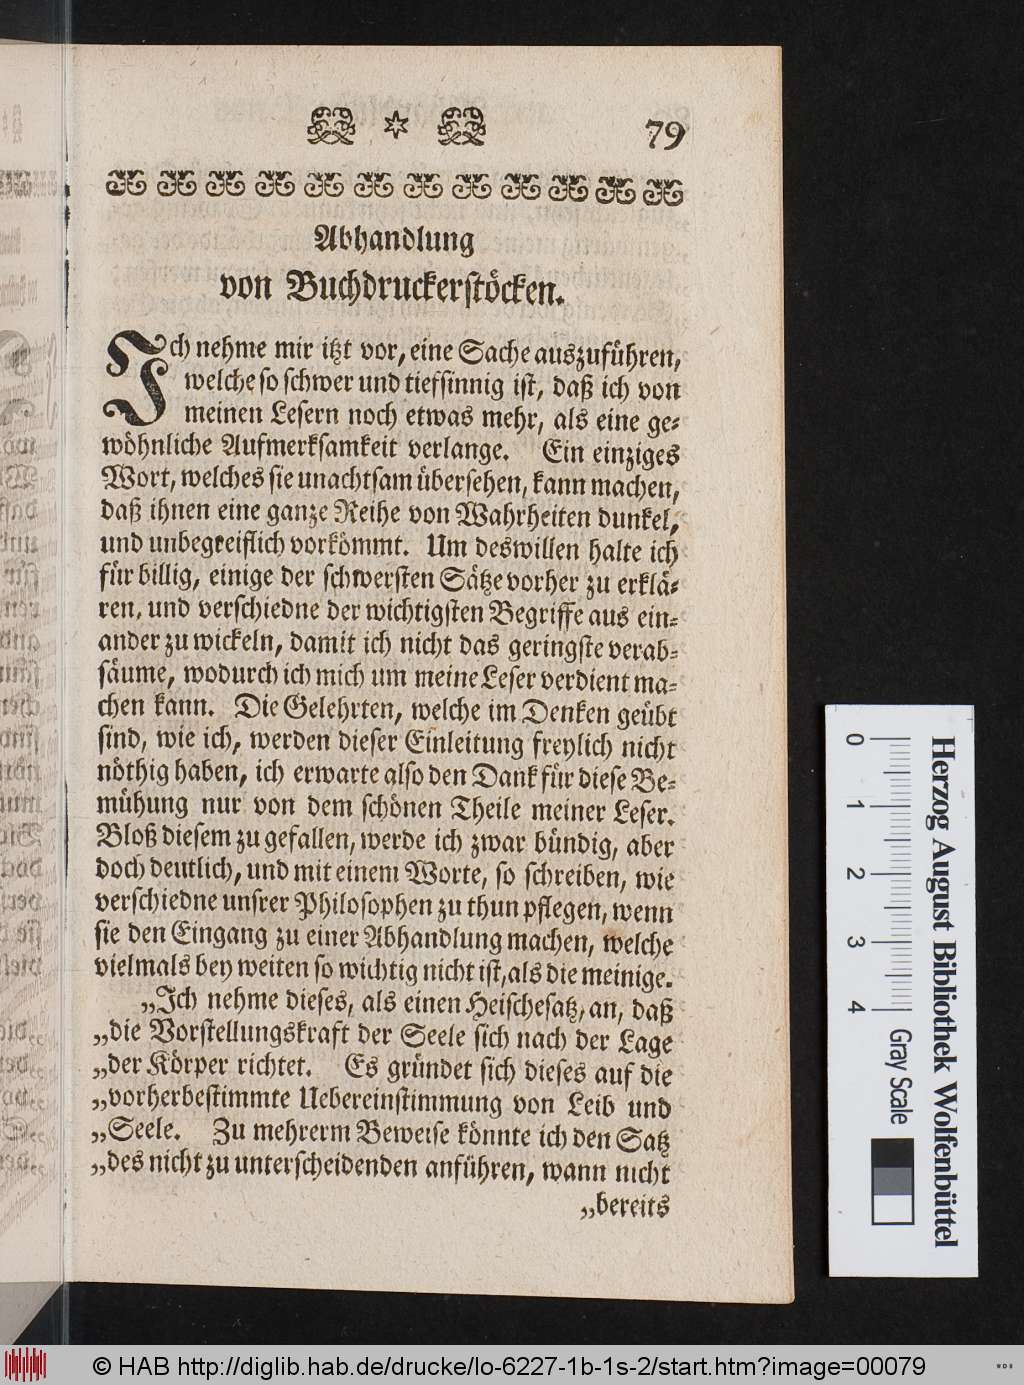 79
Abhandlung
von Buchdruckerstöcken.
Ich nehme mir itzt vor, eine Sache auszuführen,
welche so schwer und tiefsinnig ist, daß ich von
meinen Lesern noch etwas mehr, als eine ge-
wöhnliche Aufmerksamkeit verlange. Ein einziges
Wort, welches sie unachtsam übersehen, kann machen,
daß ihnen eine ganze Reihe von Wahrheiten dunkel,
und unbegreiflich vorkömmt. Um deswillen halte ich
für billig, einige der schwersten Sätze vorher zu erklä-
ren, und verschiedne der wichtigsten Begriffe aus ein-
ander zu wickeln, damit ich nicht das geringste verab-
säume, wodurch ich mich um meine Leser verdient ma-
chen kann. Die Gelehrten, welche im Denken geübt
sind, wie ich, werden dieser Einleitung freylich nicht
nöthig haben, ich erwarte also den Dank für diese Be-
mühung nur von dem schönen Theile meiner Leser.
Bloß diesem zu gefallen, werde ich zwar bündig, aber
doch deutlich, und mit einem Worte, so schreiben, wie
verschiedne unsrer Philosophen zu thun pflegen, wenn
sie den Eingang zu einer Abhandlung machen, welche
vielmals bey weiten so wichtig nicht ist, als die meinige.
„Ich nehme dieses, als einen Heischesatz, an, daß
„die Vorstellungskraft der Seele sich nach der Lage
„der Körper richtet. Es gründet sich dieses auf die
„vorherbestimmte Uebereinstimmung von Leib und
„Seele. Zu mehrerm Beweise könnte ich den Satz
„des nicht zu unterscheidenden anführen, wann nicht
„bereits
0 1 2 3 4
Herzog August Bibliothek Wolfenbüttel
Gray Scale
© HAB http://diglib.hab.de/drucke/lo-6227-1b-1s-2/start.htm?image=00079